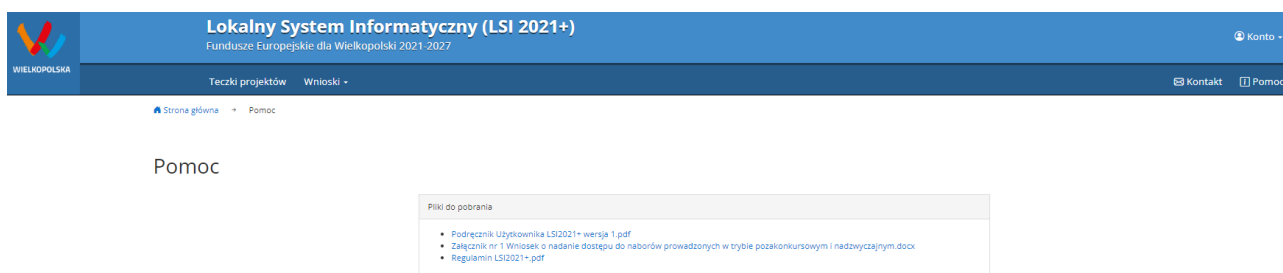 Lokalny System Informatyczny (LSI 2021+)
Fundusze Europejskie dla Wielkopolski 2021-2027
Konto
WIELKOPOLSKA
Teczki projektów Wnioski
Kontakt Pomoc
Strona główna → Pomoc
Pomoc
Pliki do pobrania
• Podręcznik Użytkownika LSI2021+ wersja 1.pdf
• Załącznik nr 1 Wniosek o nadanie dostępu do naborów prowadzonych w trybie pozakonkursowym i nadzwyczajnym.docx
• Regulamin LSI2021+.pdf